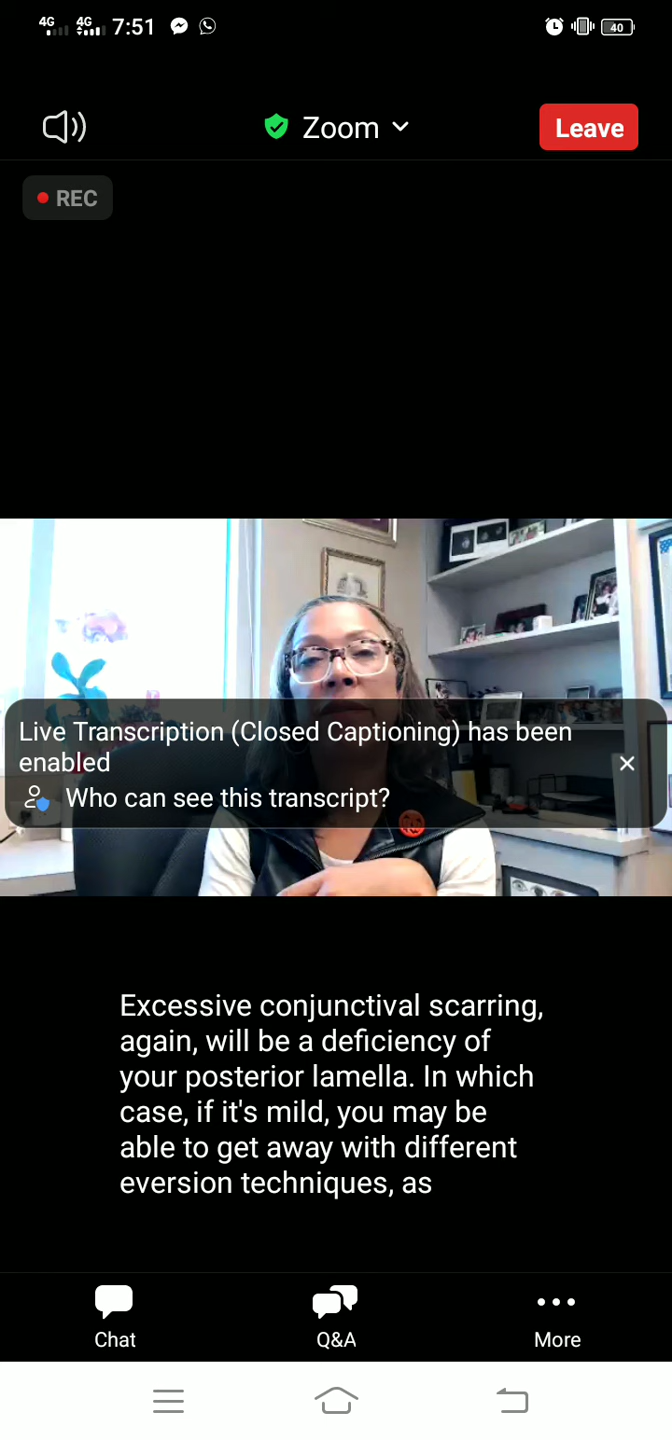 4G 4G 7:51 40
Zoom Leave
REC
Live Transcription (Closed Captioning) has been
enabled
Who can see this transcript?
Excessive conjunctival scarring,
again, will be a deficiency of
your posterior lamella. In which
case, if it's mild, you may be
able to get away with different
eversion techniques, as
Chat Q&A More